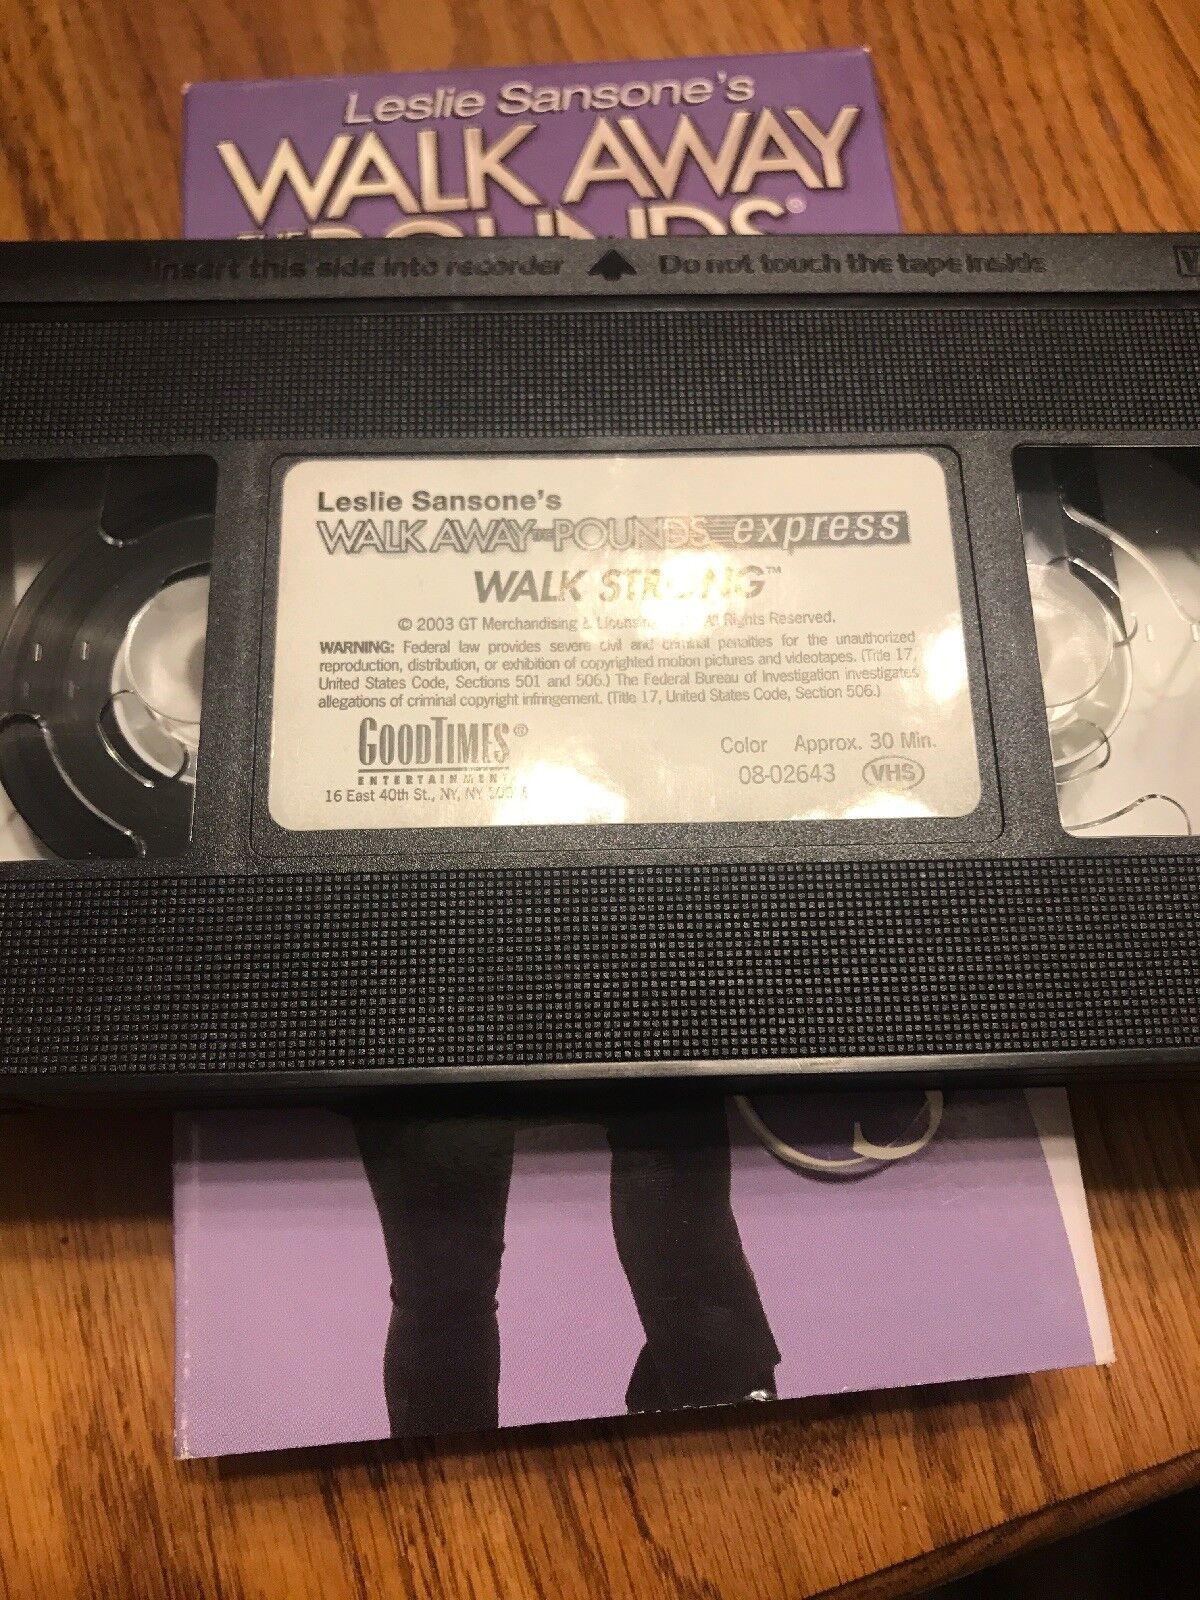 Leslie Sansone's
WALK AWAY
THE POUNDS®
Insert this side into recorder ▲ Do not touch the tape inside
Leslie Sansone's
WALK AWAY THE POUNDS express
WALK STRONG™
© 2003 GT Merchandising & Licensing All Rights Reserved.
WARNING: Federal law provides severe civil and criminal penalties for the unauthorized
reproduction, distribution, or exhibition of copyrighted motion pictures and videotapes. (Title 17,
United States Code, Sections 501 and 506.) The Federal Bureau of Investigation investigates
allegations of criminal copyright infringement. (Title 17, United States Code, Section 506.)
GOODTIMES®
ENTERTAINMENT
16 East 40th St., NY, NY
Color Approx. 30 Min.
08-02643 VHS